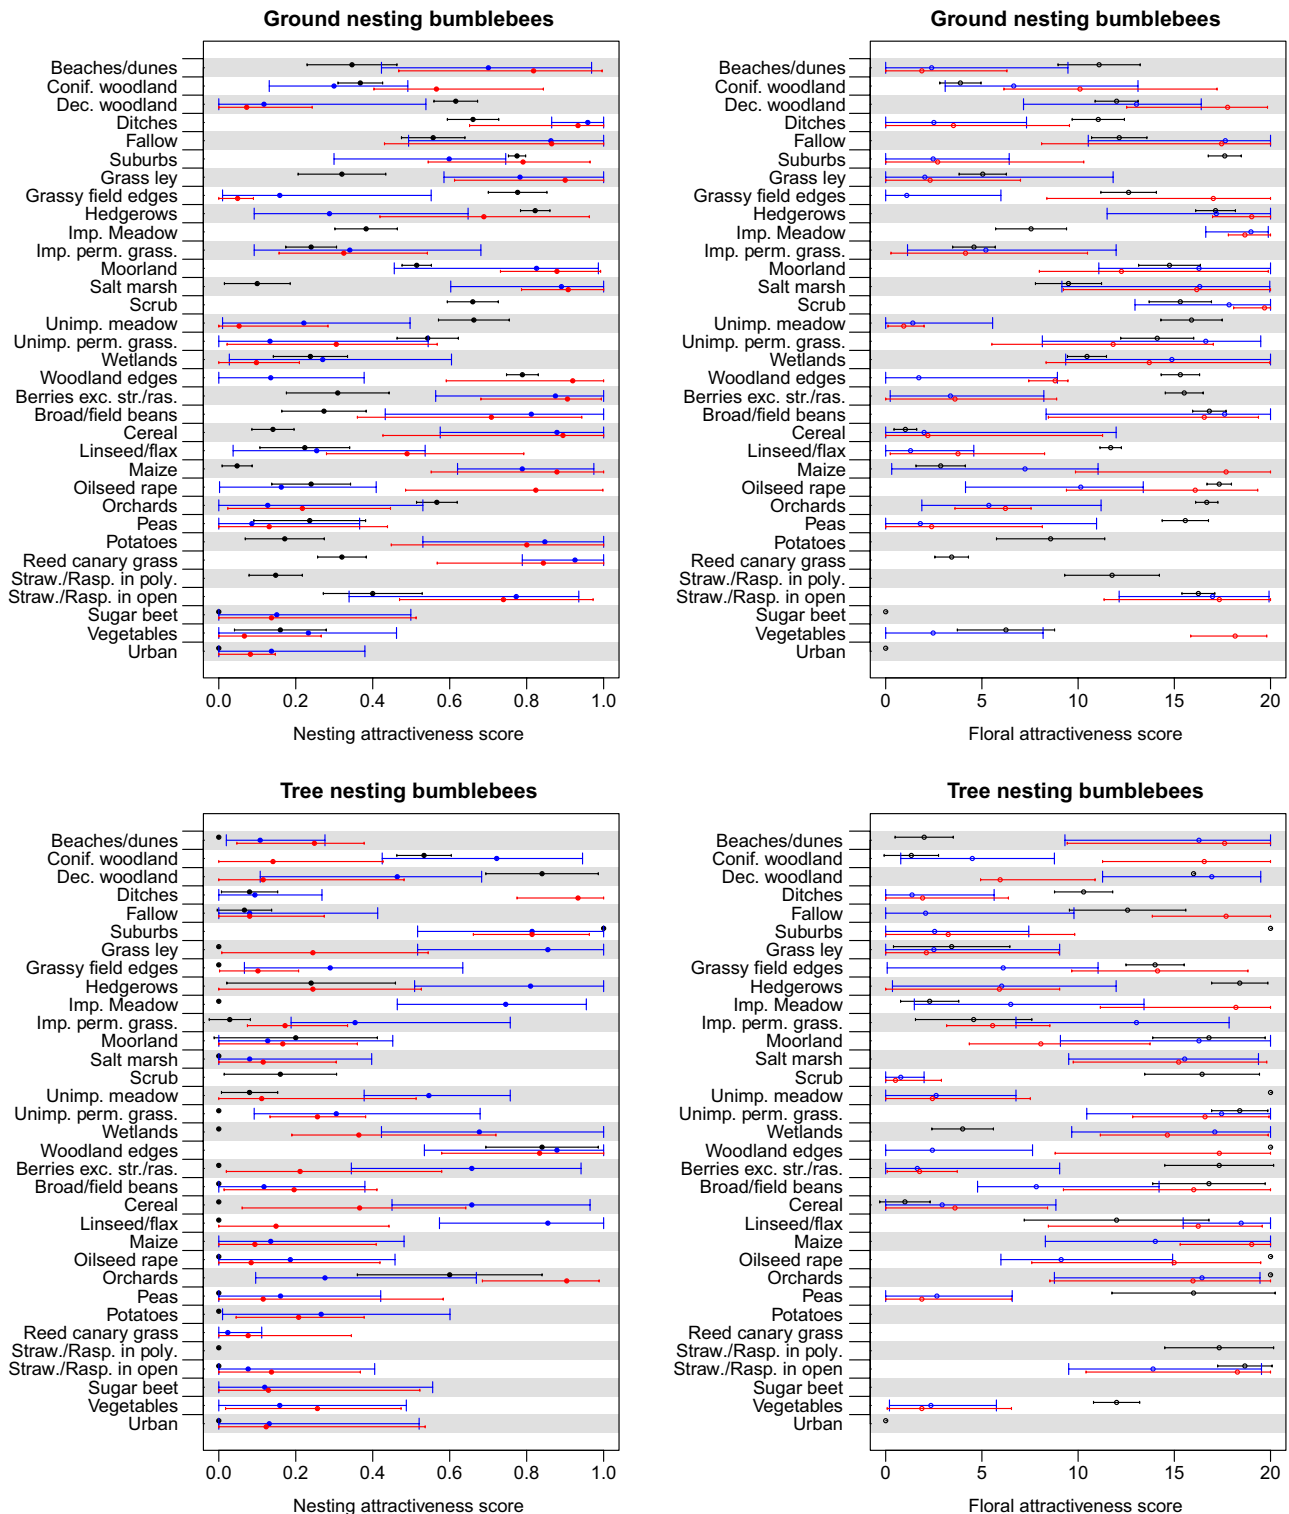 Ground nesting bumblebees
Beaches/dunes
Conif. woodland
Dec. woodland
Ditches
Fallow
Suburbs
Grass ley
Grassy field edges
Hedgerows
Imp. Meadow
Imp. perm. grass.
Moorland
Salt marsh
Scrub
Unimp. meadow
Unimp. perm. grass.
Wetlands
Woodland edges
Berries exc. str./ras.
Broad/field beans
Cereal
Linseed/flax
Maize
Oilseed rape
Orchards
Peas
Potatoes
Reed canary grass
Straw./Rasp. in poly.
Straw./Rasp. in open
Sugar beet
Vegetables
Urban
0.0 0.2 0.4 0.6 0.8 1.0
Nesting attractiveness score
Ground nesting bumblebees
Beaches/dunes
Conif. woodland
Dec. woodland
Ditches
Fallow
Suburbs
Grass ley
Grassy field edges
Hedgerows
Imp. Meadow
Imp. perm. grass.
Moorland
Salt marsh
Scrub
Unimp. meadow
Unimp. perm. grass.
Wetlands
Woodland edges
Berries exc. str./ras.
Broad/field beans
Cereal
Linseed/flax
Maize
Oilseed rape
Orchards
Peas
Potatoes
Reed canary grass
Straw./Rasp. in poly.
Straw./Rasp. in open
Sugar beet
Vegetables
Urban
0 5 10 15 20
Floral attractiveness score
Tree nesting bumblebees
Beaches/dunes
Conif. woodland
Dec. woodland
Ditches
Fallow
Suburbs
Grass ley
Grassy field edges
Hedgerows
Imp. Meadow
Imp. perm. grass.
Moorland
Salt marsh
Scrub
Unimp. meadow
Unimp. perm. grass.
Wetlands
Woodland edges
Berries exc. str./ras.
Broad/field beans
Cereal
Linseed/flax
Maize
Oilseed rape
Orchards
Peas
Potatoes
Reed canary grass
Straw./Rasp. in poly.
Straw./Rasp. in open
Sugar beet
Vegetables
Urban
0.0 0.2 0.4 0.6 0.8 1.0
Nesting attractiveness score
Tree nesting bumblebees
Beaches/dunes
Conif. woodland
Dec. woodland
Ditches
Fallow
Suburbs
Grass ley
Grassy field edges
Hedgerows
Imp. Meadow
Imp. perm. grass.
Moorland
Salt marsh
Scrub
Unimp. meadow
Unimp. perm. grass.
Wetlands
Woodland edges
Berries exc. str./ras.
Broad/field beans
Cereal
Linseed/flax
Maize
Oilseed rape
Orchards
Peas
Potatoes
Reed canary grass
Straw./Rasp. in poly.
Straw./Rasp. in open
Sugar beet
Vegetables
Urban
0 5 10 15 20
Floral attractiveness score